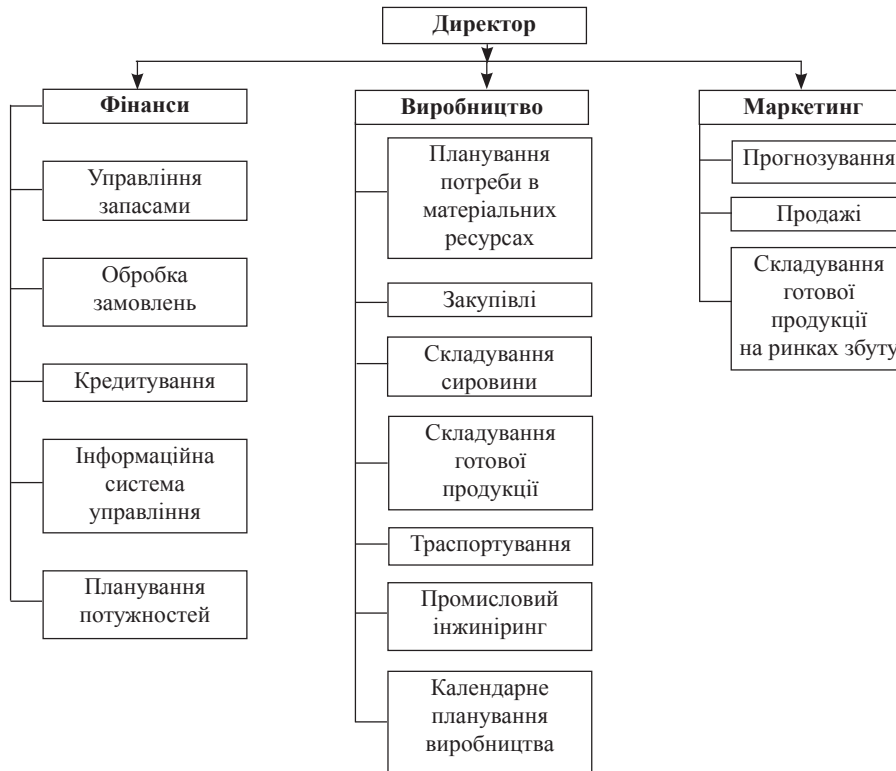 Директор
Фінанси
Управління
запасами
Обробка
замовлень
Кредитування
Інформаційна
система
управління
Планування
потужностей
Виробництво
Планування
потреби в
матеріальних
ресурсах
Закупівлі
Складування
сировини
Складування
готової
продукції
Траспортування
Промисловий
інжиніринг
Календарне
планування
виробництва
Маркетинг
Прогнозування
Продажі
Складування
готової
продукції
на ринках збуту